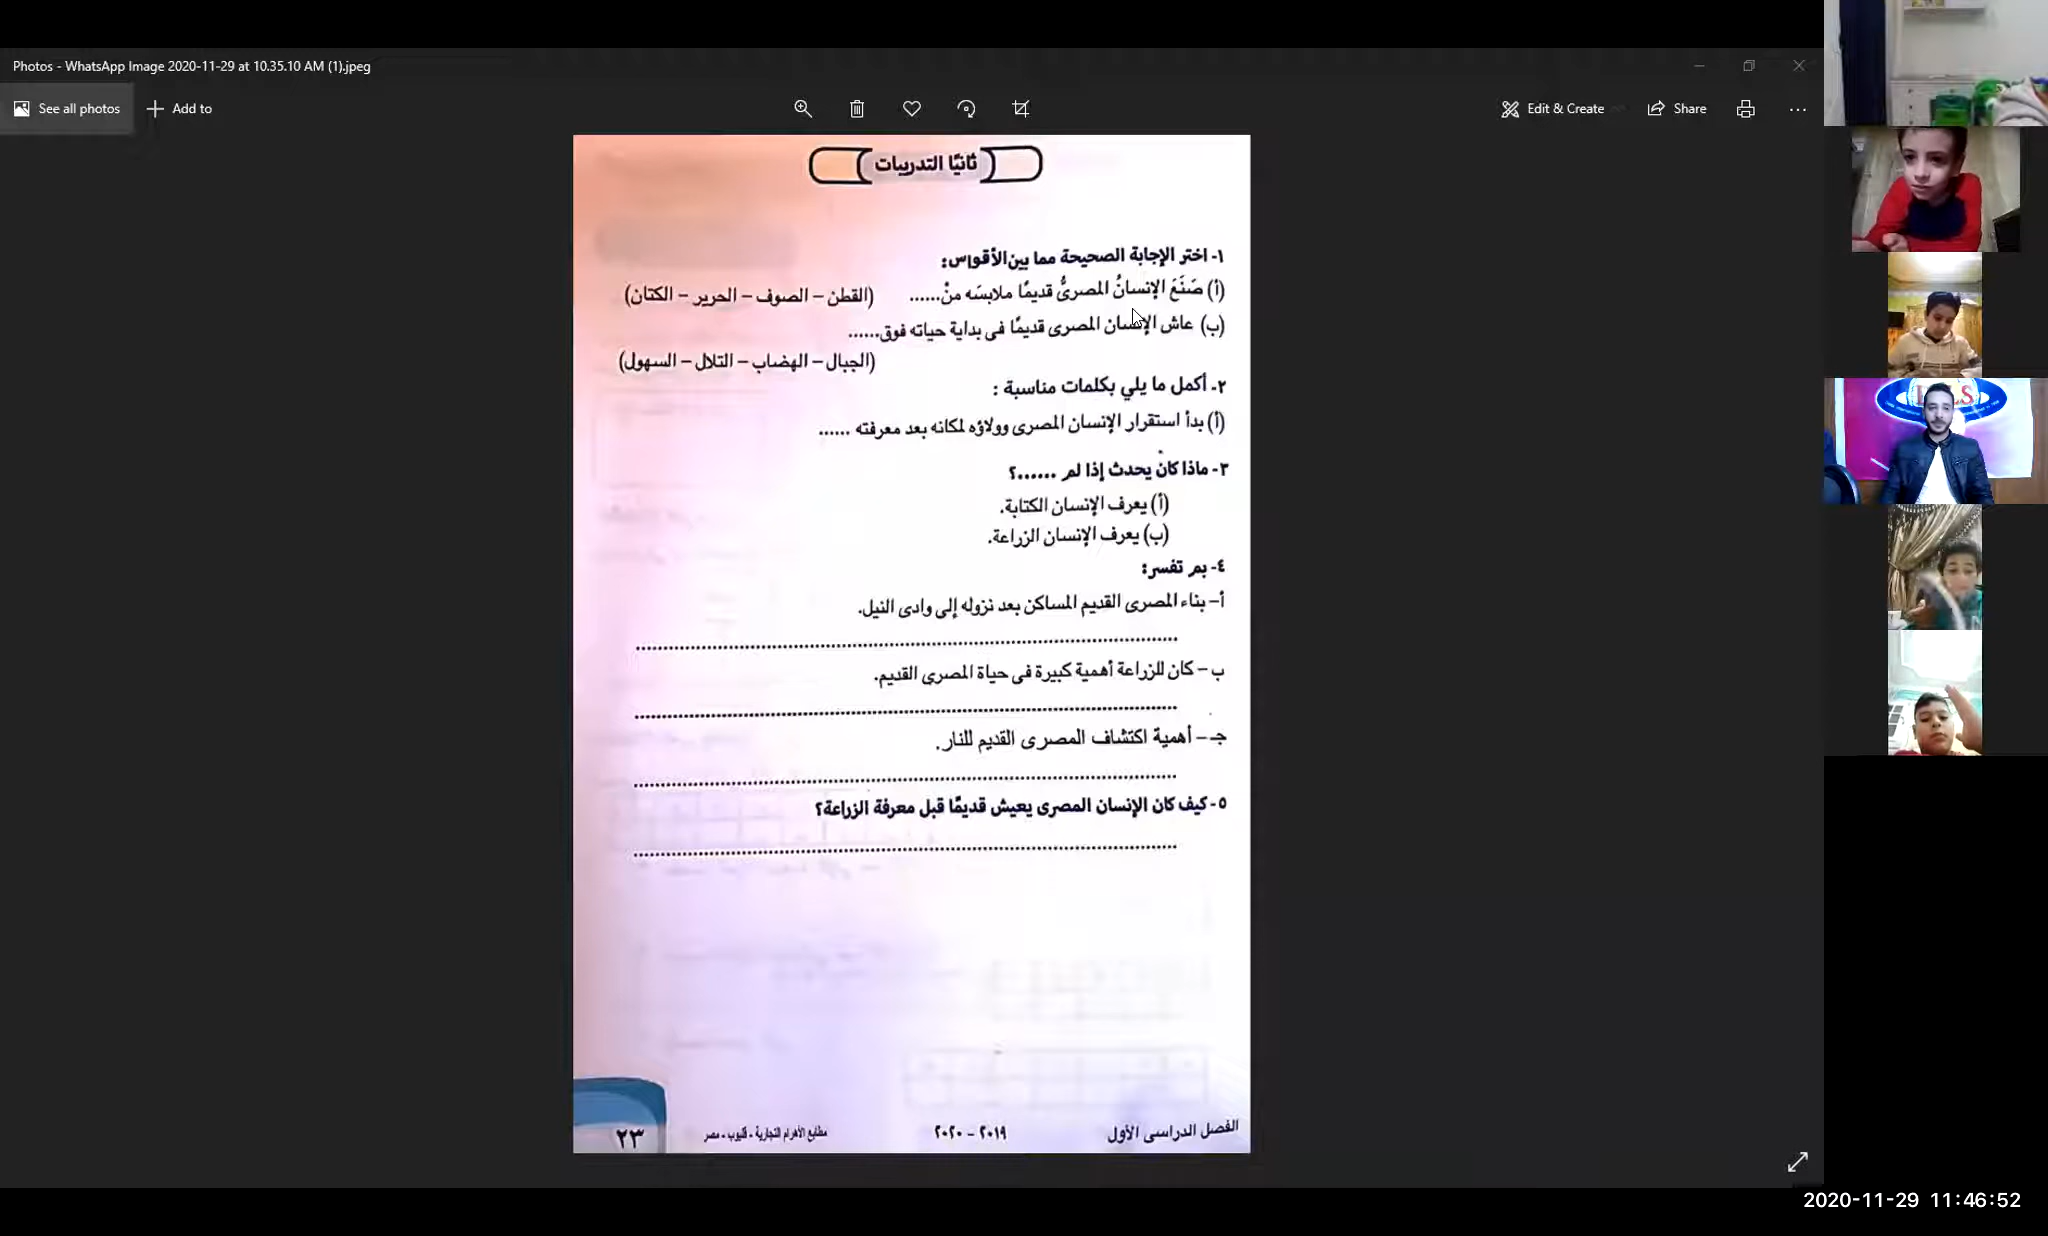 Photos - WhatsApp Image 2020-11-29 at 10.35.10 AM (1).jpeg
See all photos
Add to
Edit & Create
Share
ثانيًا التدريبات
١- اختر الإجابة الصحيحة مما بين الأقواس:
(أ) صَنَعَ الإنسانُ المصرىُّ قديمًا ملابسَه منْ...... (القطن – الصوف – الحرير – الكتان)
(ب) عاش الإنسان المصرى قديمًا فى بداية حياته فوق......
(الجبال – الهضاب – التلال – السهول)
٢- أكمل ما يلي بكلمات مناسبة :
(أ) بدأ استقرار الإنسان المصرى وولاؤه لمكانه بعد معرفته ......
٣- ماذا كان يحدث إذا لم ......؟
(أ) يعرف الإنسان الكتابة.
(ب) يعرف الإنسان الزراعة.
٤- بم تفسر:
أ– بناء المصرى القديم المساكن بعد نزوله إلى وادى النيل.
ب – كان للزراعة أهمية كبيرة فى حياة المصرى القديم.
جـ – أهمية اكتشاف المصرى القديم للنار.
٥- كيف كان الإنسان المصرى يعيش قديمًا قبل معرفة الزراعة؟
الفصل الدراسى الأول
٢٠١٩ – ٢٠٢٠
مطابع الأهرام التجارية - قليوب - مصر
٢٣
2020-11-29 11:46:52